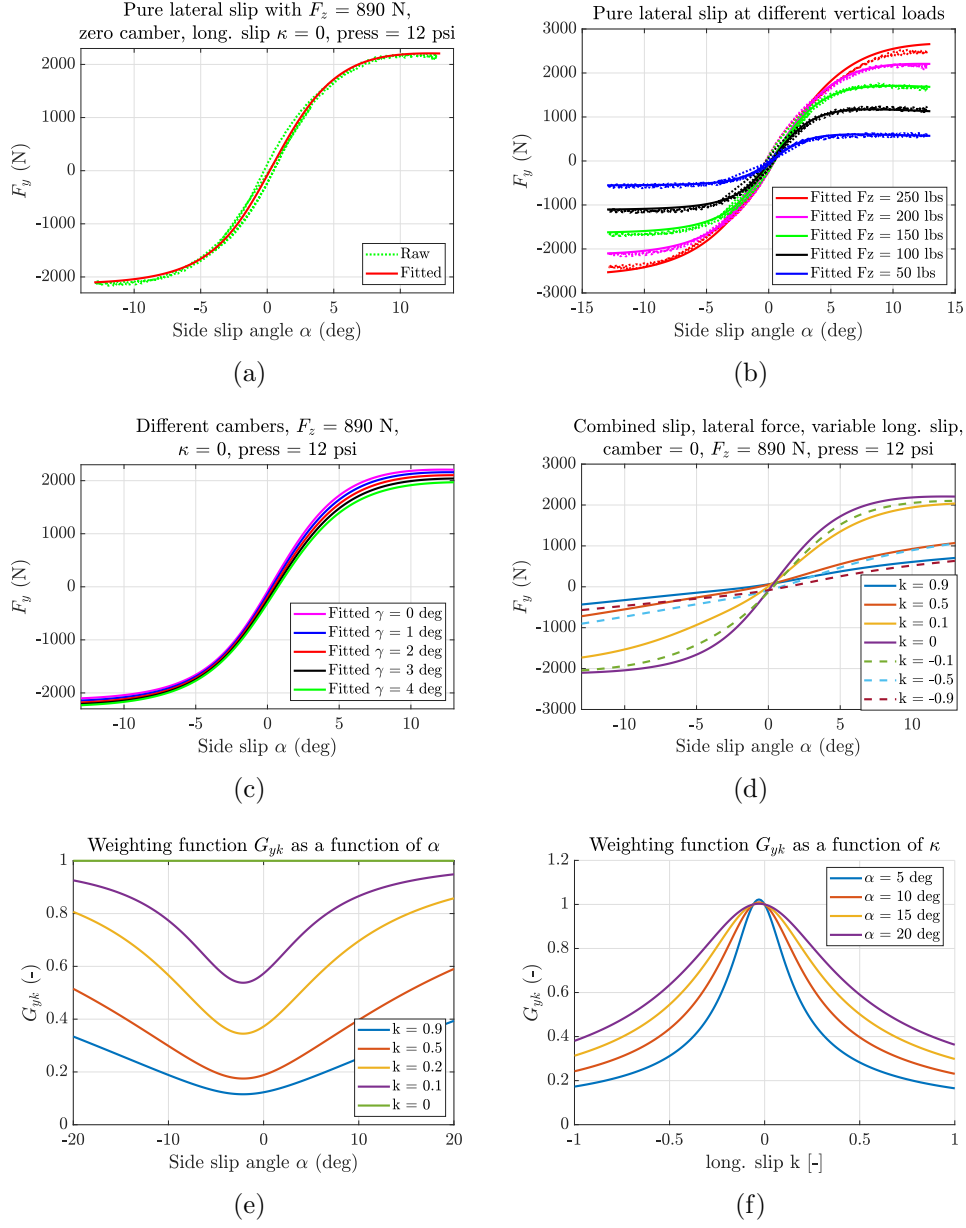 Pure lateral slip with F_z = 890 N,
zero camber, long. slip κ = 0, press = 12 psi
2000
1000
0
-1000
-2000
F_y (N)
Raw
Fitted
-10
-5
0
5
10
Side slip angle α (deg)
(a)
Pure lateral slip at different vertical loads
3000
2000
1000
0
-1000
-2000
-3000
F_y (N)
Fitted Fz = 250 lbs
Fitted Fz = 200 lbs
Fitted Fz = 150 lbs
Fitted Fz = 100 lbs
Fitted Fz = 50 lbs
-15
-10
-5
0
5
10
15
Side slip angle α (deg)
(b)
Different cambers, F_z = 890 N,
κ = 0, press = 12 psi
2000
1000
0
-1000
-2000
F_y (N)
Fitted γ = 0 deg
Fitted γ = 1 deg
Fitted γ = 2 deg
Fitted γ = 3 deg
Fitted γ = 4 deg
-10
-5
0
5
10
Side slip α (deg)
(c)
Combined slip, lateral force, variable long. slip,
camber = 0, F_z = 890 N, press = 12 psi
3000
2000
1000
0
-1000
-2000
-3000
F_y (N)
k = 0.9
k = 0.5
k = 0.1
k = 0
k = -0.1
k = -0.5
k = -0.9
-10
-5
0
5
10
Side slip angle α (deg)
(d)
Weighting function G_yk as a function of α
1
0.8
0.6
0.4
0.2
0
G_yk (-)
k = 0.9
k = 0.5
k = 0.2
k = 0.1
k = 0
-20
-10
0
10
20
Side slip angle α (deg)
(e)
Weighting function G_yk as a function of κ
1.2
1
0.8
0.6
0.4
0.2
0
G_yk (-)
α = 5 deg
α = 10 deg
α = 15 deg
α = 20 deg
-1
-0.5
0
0.5
1
long. slip k [-]
(f)